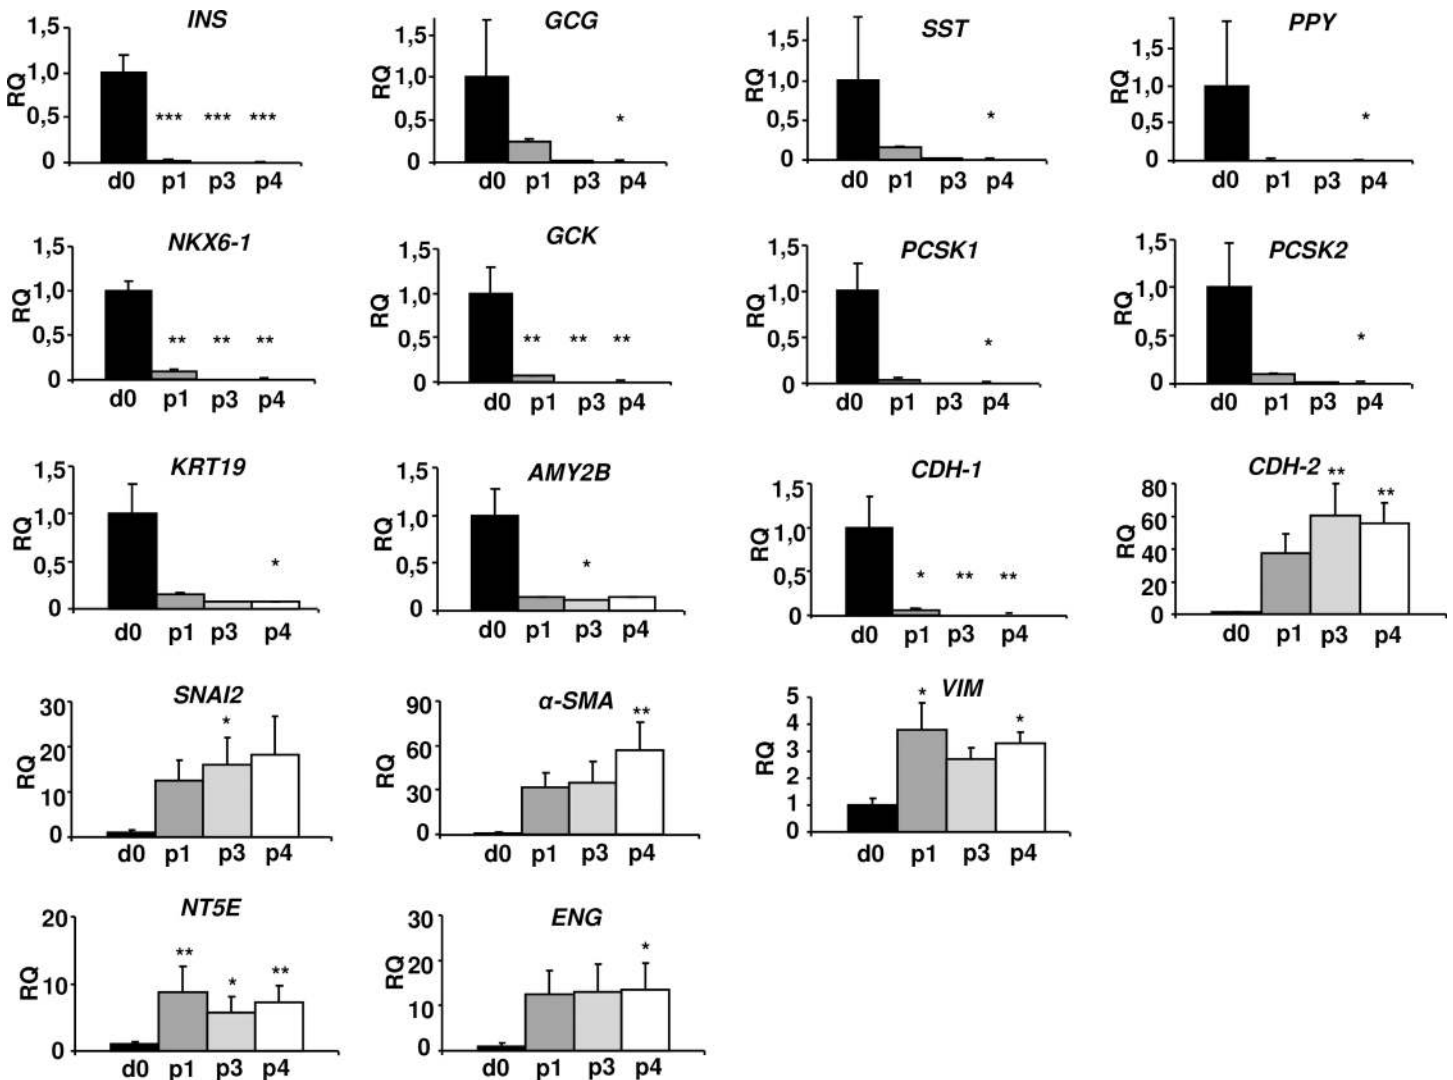 INS
RQ
1,5
1,0
0,5
0
*** *** ***
d0 p1 p3 p4
GCG
RQ
1,5
1,0
0,5
0
*
d0 p1 p3 p4
SST
RQ
1,5
1,0
0,5
0
*
d0 p1 p3 p4
PPY
RQ
1,5
1,0
0,5
0
*
d0 p1 p3 p4
NKX6-1
RQ
1,5
1,0
0,5
0
** ** **
d0 p1 p3 p4
GCK
RQ
1,5
1,0
0,5
0
** ** **
d0 p1 p3 p4
PCSK1
RQ
1,5
1,0
0,5
0
*
d0 p1 p3 p4
PCSK2
RQ
1,5
1,0
0,5
0
*
d0 p1 p3 p4
KRT19
RQ
1,5
1,0
0,5
0
*
d0 p1 p3 p4
AMY2B
RQ
1,5
1,0
0,5
0
*
d0 p1 p3 p4
CDH-1
RQ
1,5
1,0
0,5
0
* ** **
d0 p1 p3 p4
CDH-2
RQ
80
60
40
20
0
** **
d0 p1 p3 p4
SNAI2
RQ
30
20
10
0
*
d0 p1 p3 p4
α-SMA
RQ
90
60
30
0
**
d0 p1 p3 p4
VIM
RQ
5
4
3
2
1
0
* *
d0 p1 p3 p4
NT5E
RQ
20
10
0
** * **
d0 p1 p3 p4
ENG
RQ
30
20
10
0
*
d0 p1 p3 p4